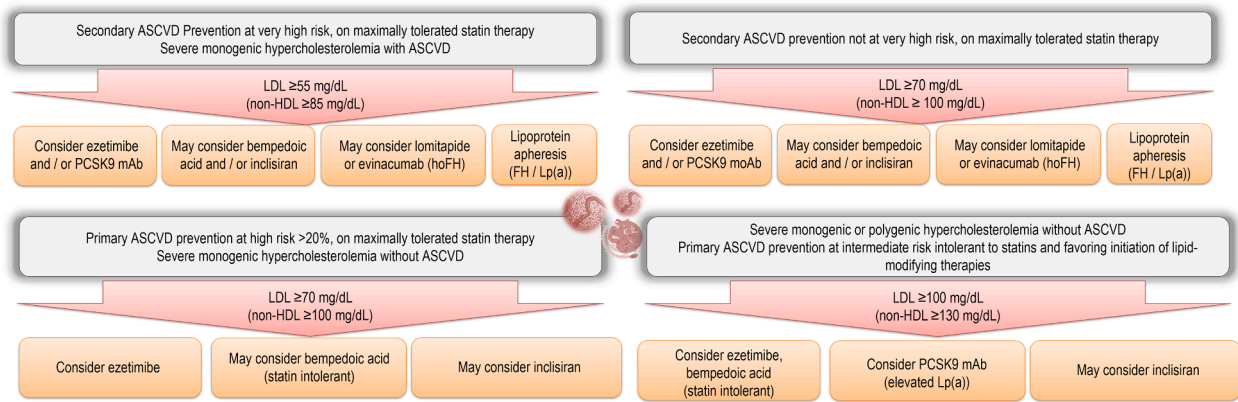 Secondary ASCVD Prevention at very high risk, on maximally tolerated statin therapy
Severe monogenic hypercholesterolemia with ASCVD
LDL ≥55 mg/dL
(non-HDL ≥85 mg/dL)
Consider ezetimibe
and / or PCSK9 mAb
May consider bempedoic
acid and / or inclisiran
May consider lomitapide
or evinacumab (hoFH)
Lipoprotein
apheresis
(FH / Lp(a))
Secondary ASCVD prevention not at very high risk, on maximally tolerated statin therapy
LDL ≥70 mg/dL
(non-HDL ≥ 100 mg/dL)
Consider ezetimibe
and / or PCSK9 moAb
May consider bempedoic
acid and / or inclisiran
May consider lomitapide
or evinacumab (hoFH)
Lipoprotein
apheresis
(FH / Lp(a))
Primary ASCVD prevention at high risk >20%, on maximally tolerated statin therapy
Severe monogenic hypercholesterolemia without ASCVD
LDL ≥70 mg/dL
(non-HDL ≥100 mg/dL)
Consider ezetimibe
May consider bempedoic acid
(statin intolerant)
May consider inclisiran
Severe monogenic or polygenic hypercholesterolemia without ASCVD
Primary ASCVD prevention at intermediate risk intolerant to statins and favoring initiation of lipid-
modifying therapies
LDL ≥100 mg/dL
(non-HDL ≥130 mg/dL)
Consider ezetimibe,
bempedoic acid
(statin intolerant)
Consider PCSK9 mAb
(elevated Lp(a))
May consider inclisiran